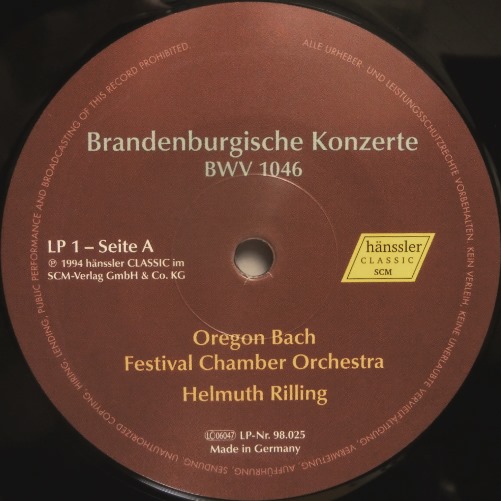 Brandenburgische Konzerte
BWV 1046
LP 1 – Seite A
℗ 1994 hänssler CLASSIC im
SCM-Verlag GmbH & Co. KG
hänssler
CLASSIC
SCM
Oregon Bach
Festival Chamber Orchestra
Helmuth Rilling
LC 06047 LP-Nr. 98.025
Made in Germany
ALLE URHEBER- UND LEISTUNGSSCHUTZRECHTE VORBEHALTEN. KEIN VERLEIH, KEINE UNERLAUBTE VERVIELFÄLTIGUNG, VERMIETUNG, AUFFÜHRUNG, SENDUNG.
UNAUTHORIZED COPYING, HIRING, LENDING, PUBLIC PERFORMANCE AND BROADCASTING OF THIS RECORD PROHIBITED.